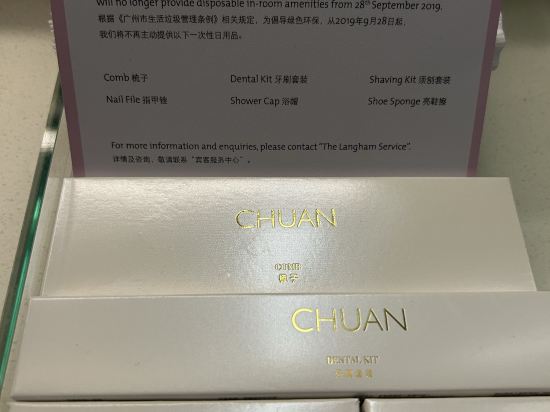 will no longer provide disposable in-room amenities from 28th September 2019.
根据《广州市生活垃圾管理条例》相关规定，为倡导绿色环保，从2019年9月28日起，
我们将不再主动提供以下一次性日用品。
Comb 梳子 Dental Kit 牙刷套装 Shaving Kit 须刨套装
Nail File 指甲锉 Shower Cap 浴帽 Shoe Sponge 亮鞋擦
For more information and enquiries, please contact "The Langham Service".
详情及咨询，敬请联系“宾客服务中心”。
CHUAN
COMB
梳子
CHUAN
DENTAL KIT